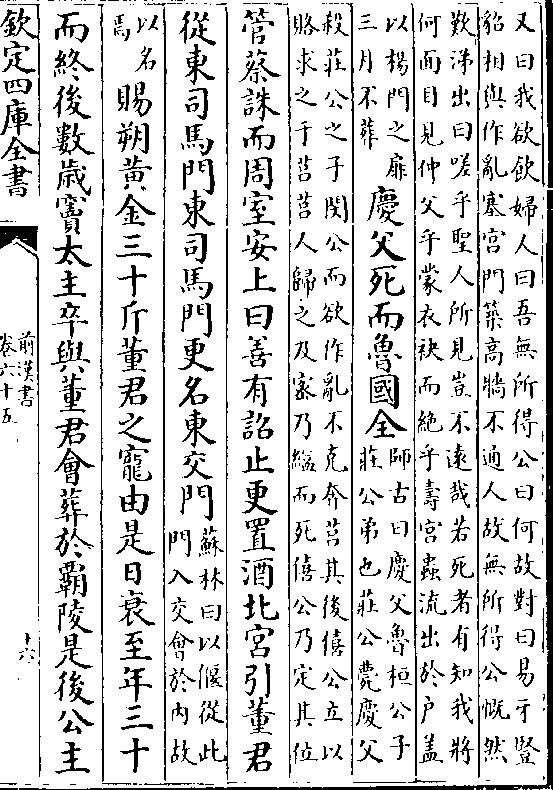 又曰我欲飲婦人曰吾無所得公曰何故對曰易牙豎
貂相與作亂塞宫門築髙牆不通人故無所得公慨然
歎涕出曰嗟乎聖人所見豈不逺哉若死者有知我將
何面目見仲父乎蒙衣袂而絶乎壽宫蟲流出於户蓋
以楊門之扉
三月不葬
慶父死而魯國全
師古曰慶父魯桓公子
莊公弟也莊公薨慶父
殺莊公之子閔公而欲作亂不克奔莒其後僖公立以
賂求之于莒莒人歸之及宻乃縊而死僖公乃定其位
管蔡誅而周室安上曰善有詔止更置酒北宫引董君
從東司馬門東司馬門更名東交門
蘇林曰以偃從此
門入交㑹於内故
以名
焉
賜朔黄金三十斤董君之寵由是日衰至年三十
而終後數歳竇太主卒與董君㑹葬於覇陵是後公主
欽定四庫全書
前漢書
卷六十五
十六